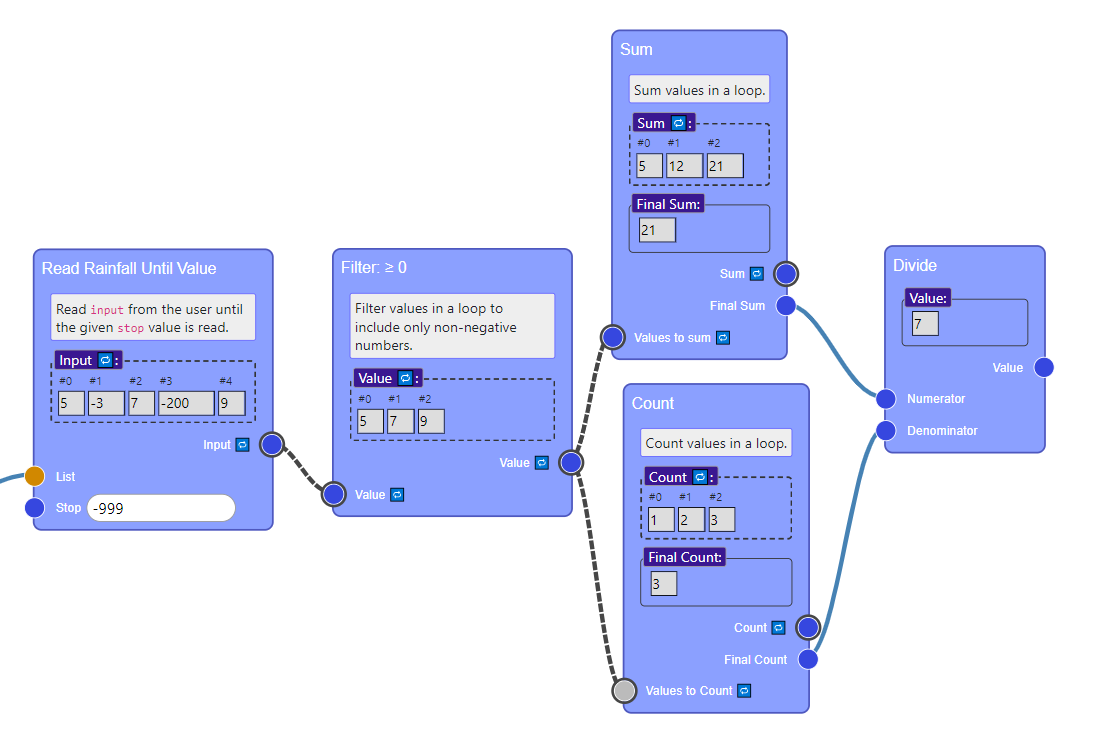 Read Rainfall Until Value
Read input from the user until
the given stop value is read.
Input :
#0 #1 #2 #3 #4
5 -3 7 -200 9
Input
List
Stop -999
Filter: ≥ 0
Filter values in a loop to
include only non-negative
numbers.
Value :
#0 #1 #2
5 7 9
Value
Value
Sum
Sum values in a loop.
Sum :
#0 #1 #2
5 12 21
Final Sum:
21
Sum
Final Sum
Values to sum
Count
Count values in a loop.
Count :
#0 #1 #2
1 2 3
Final Count:
3
Count
Final Count
Values to Count
Divide
Value:
7
Value
Numerator
Denominator